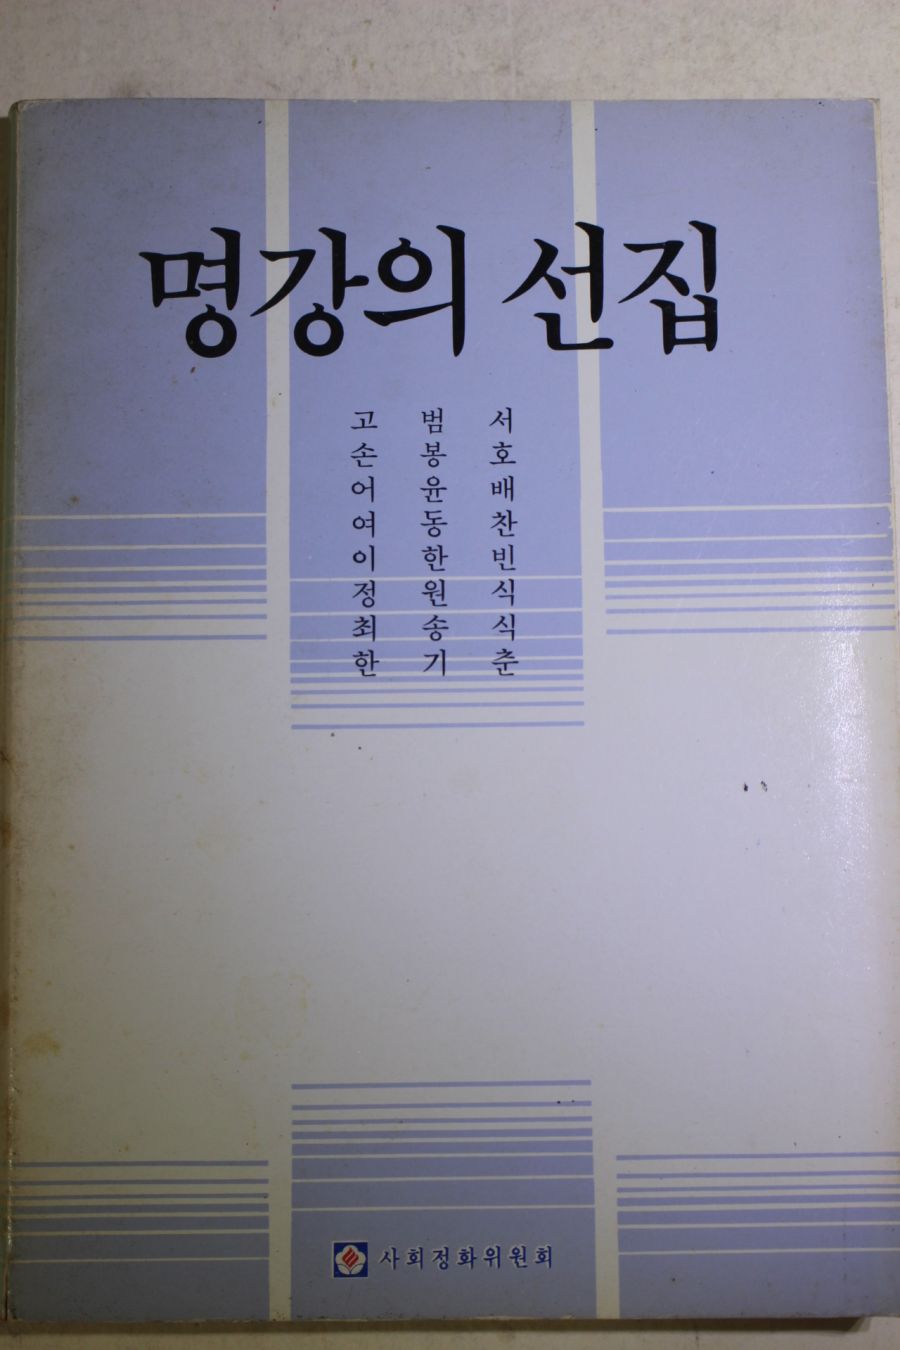 명강의 선집
고 범 서
손 봉 호
어 윤 배
여 동 찬
이 한 빈
정 원 식
최 송 식
한 기 춘
사회정화위원회